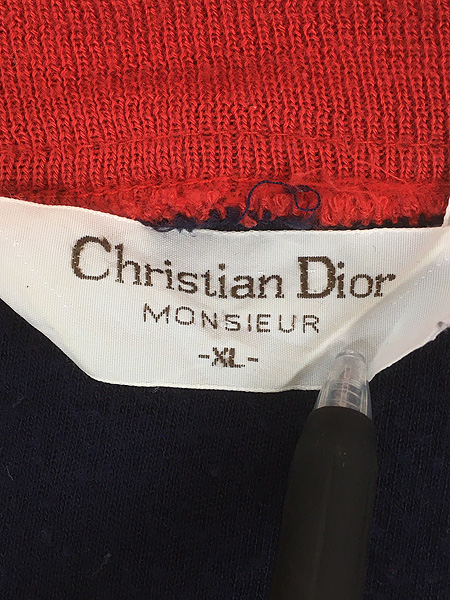 Christian Dior
MONSIEUR
-XL-